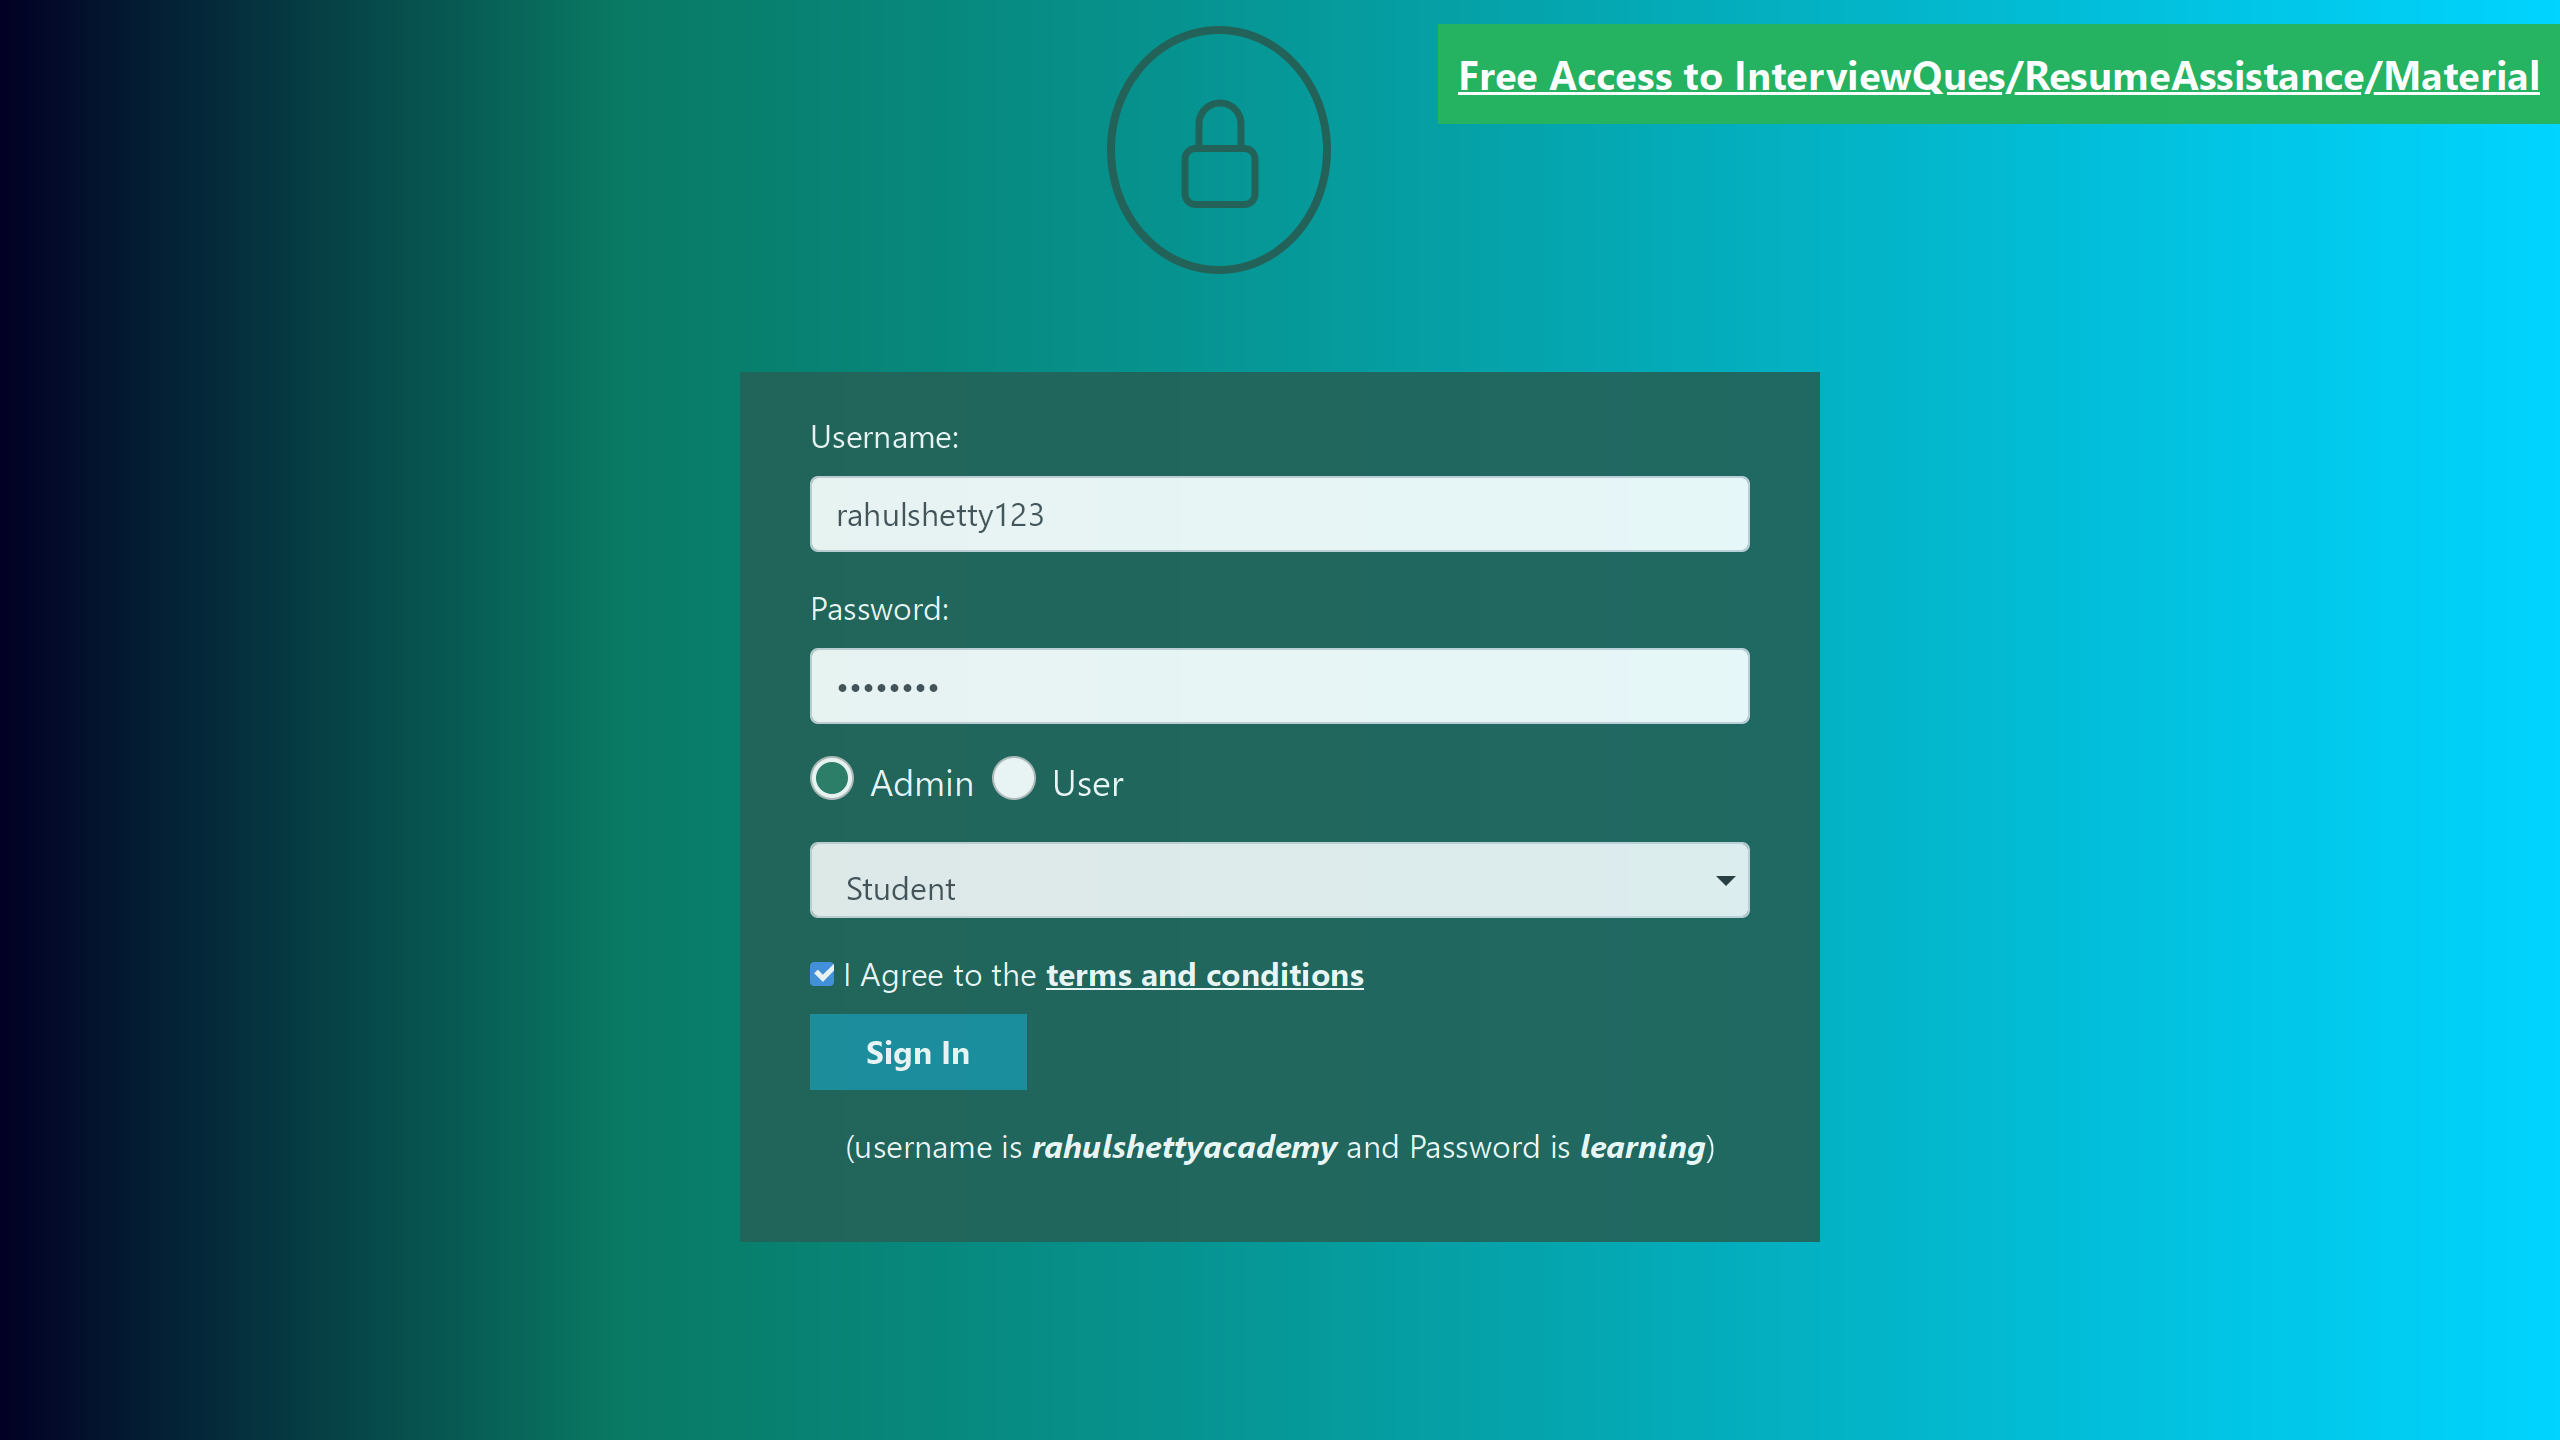 Free Access to InterviewQues/ResumeAssistance/Material
Username:
rahulshetty123
Password:
••••••••
Admin User
Student
I Agree to the terms and conditions
Sign In
(username is rahulshettyacademy and Password is learning)